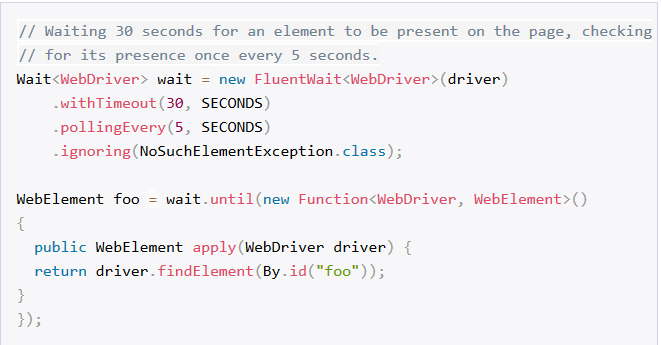 // Waiting 30 seconds for an element to be present on the page, checking
// for its presence once every 5 seconds.
Wait<WebDriver> wait = new FluentWait<WebDriver>(driver)
    .withTimeout(30, SECONDS)
    .pollingEvery(5, SECONDS)
    .ignoring(NoSuchElementException.class);

WebElement foo = wait.until(new Function<WebDriver, WebElement>()
{
  public WebElement apply(WebDriver driver) {
  return driver.findElement(By.id("foo"));
}
});